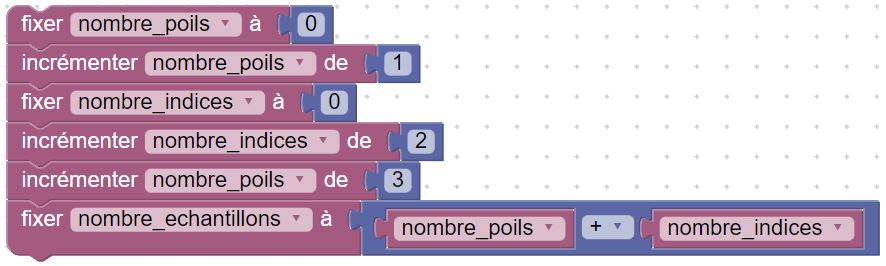 fixer nombre_poils à 0
incrémenter nombre_poils de 1
fixer nombre_indices à 0
incrémenter nombre_indices de 2
incrémenter nombre_poils de 3
fixer nombre_echantillons à nombre_poils + nombre_indices